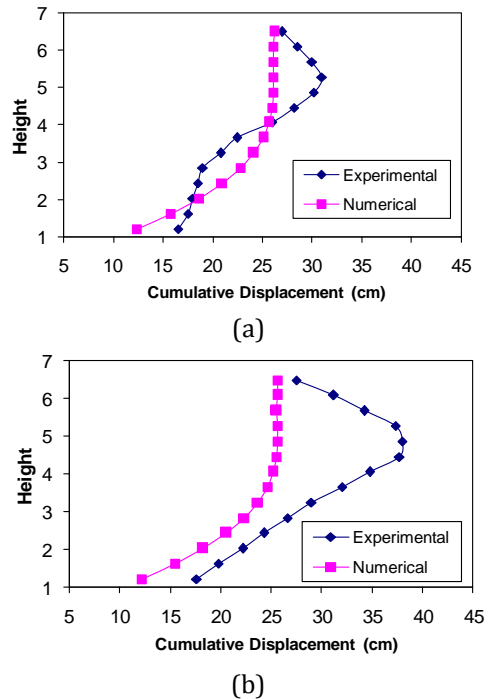 7
6
5
4
3
2
1
Height
Experimental
Numerical
5 10 15 20 25 30 35 40 45
Cumulative Displacement (cm)
(a)
7
6
5
4
3
2
1
Height
Experimental
Numerical
5 10 15 20 25 30 35 40 45
Cumulative Displacement (cm)
(b)